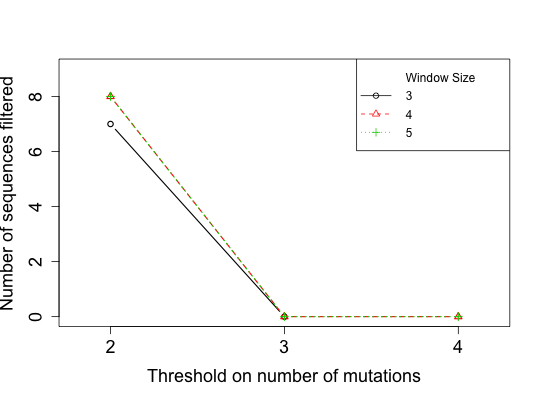 Window Size
3
4
5
Number of sequences filtered
8
6
4
2
0
2 3 4
Threshold on number of mutations